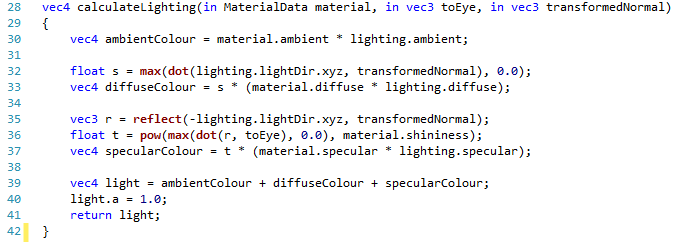 28 vec4 calculateLighting(in MaterialData material, in vec3 toEye, in vec3 transformedNormal)
29 {
30     vec4 ambientColour = material.ambient * lighting.ambient;
31
32     float s = max(dot(lighting.lightDir.xyz, transformedNormal), 0.0);
33     vec4 diffuseColour = s * (material.diffuse * lighting.diffuse);
34
35     vec3 r = reflect(-lighting.lightDir.xyz, transformedNormal);
36     float t = pow(max(dot(r, toEye), 0.0), material.shininess);
37     vec4 specularColour = t * (material.specular * lighting.specular);
38
39     vec4 light = ambientColour + diffuseColour + specularColour;
40     light.a = 1.0;
41     return light;
42 }